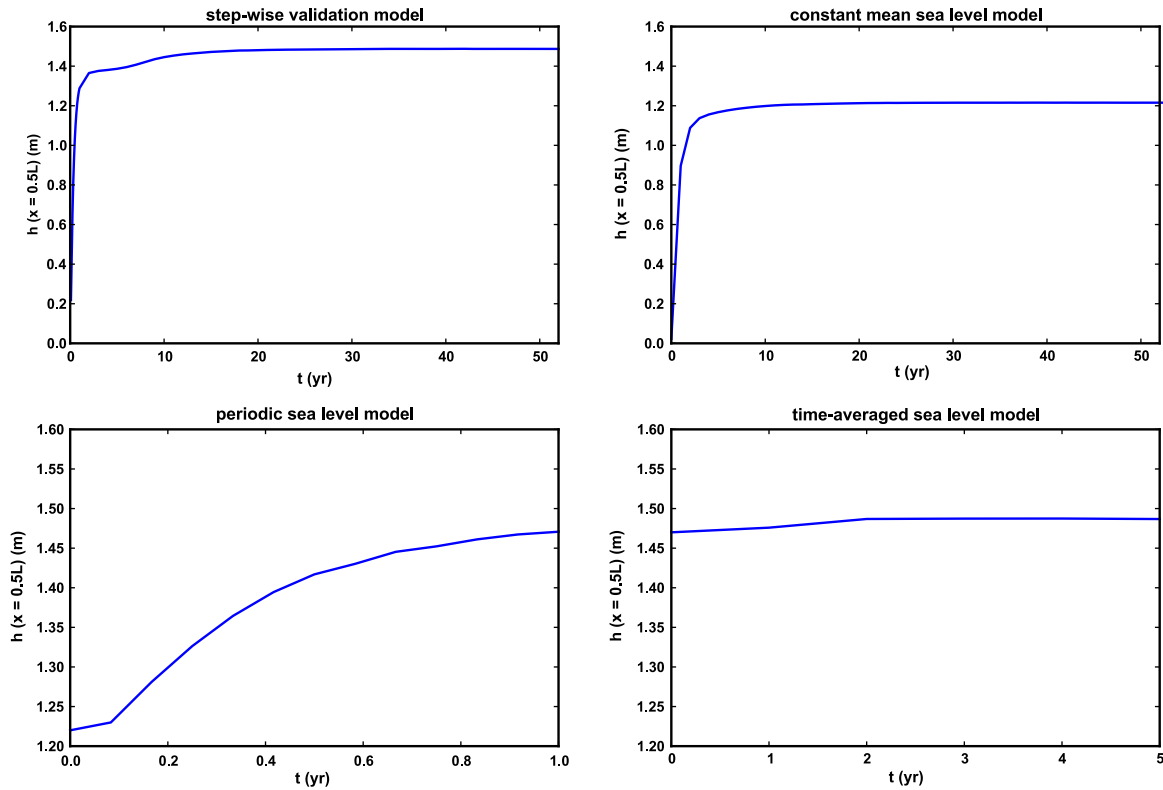 step-wise validation model
h (x = 0.5L) (m)
1.6
1.4
1.2
1.0
0.8
0.6
0.4
0.2
0.0
0 10 20 30 40 50
t (yr)
constant mean sea level model
h (x = 0.5L) (m)
1.6
1.4
1.2
1.0
0.8
0.6
0.4
0.2
0.0
0 10 20 30 40 50
t (yr)
periodic sea level model
h (x = 0.5L) (m)
1.60
1.55
1.50
1.45
1.40
1.35
1.30
1.25
1.20
0.0 0.2 0.4 0.6 0.8 1.0
t (yr)
time-averaged sea level model
h (x = 0.5L) (m)
1.60
1.55
1.50
1.45
1.40
1.35
1.30
1.25
1.20
0 1 2 3 4 5
t (yr)